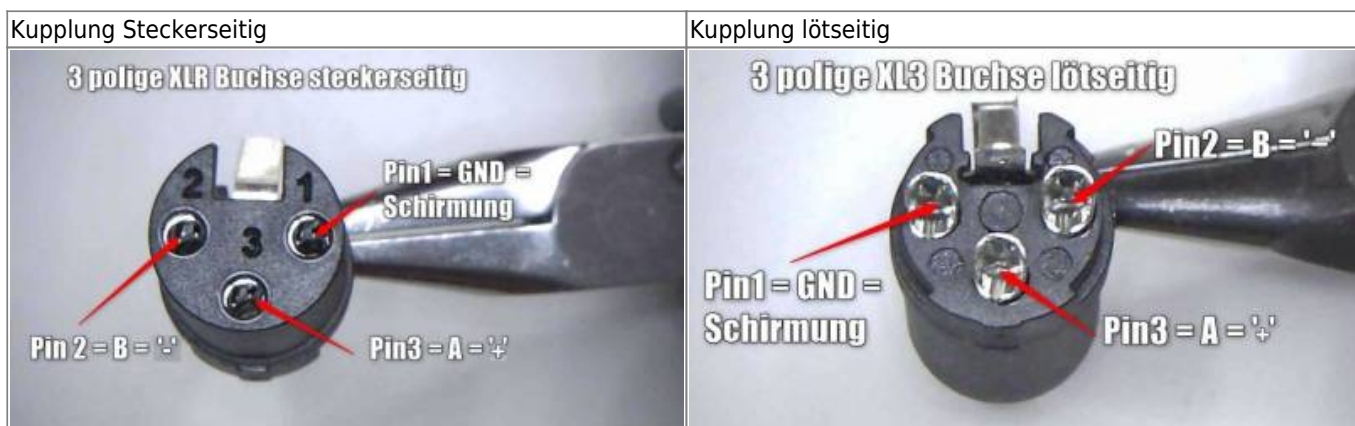 Kupplung Steckerseitig
Kupplung lötseitig
3 polige XLR Buchse steckerseitig
2
1
3
Pin1 = GND =
Schirmung
Pin 2 = B = '-'
Pin3 = A = '+'
3 polige XL3 Buchse lötseitig
Pin2 = B = '-'
Pin1 = GND =
Schirmung
Pin3 = A = '+'